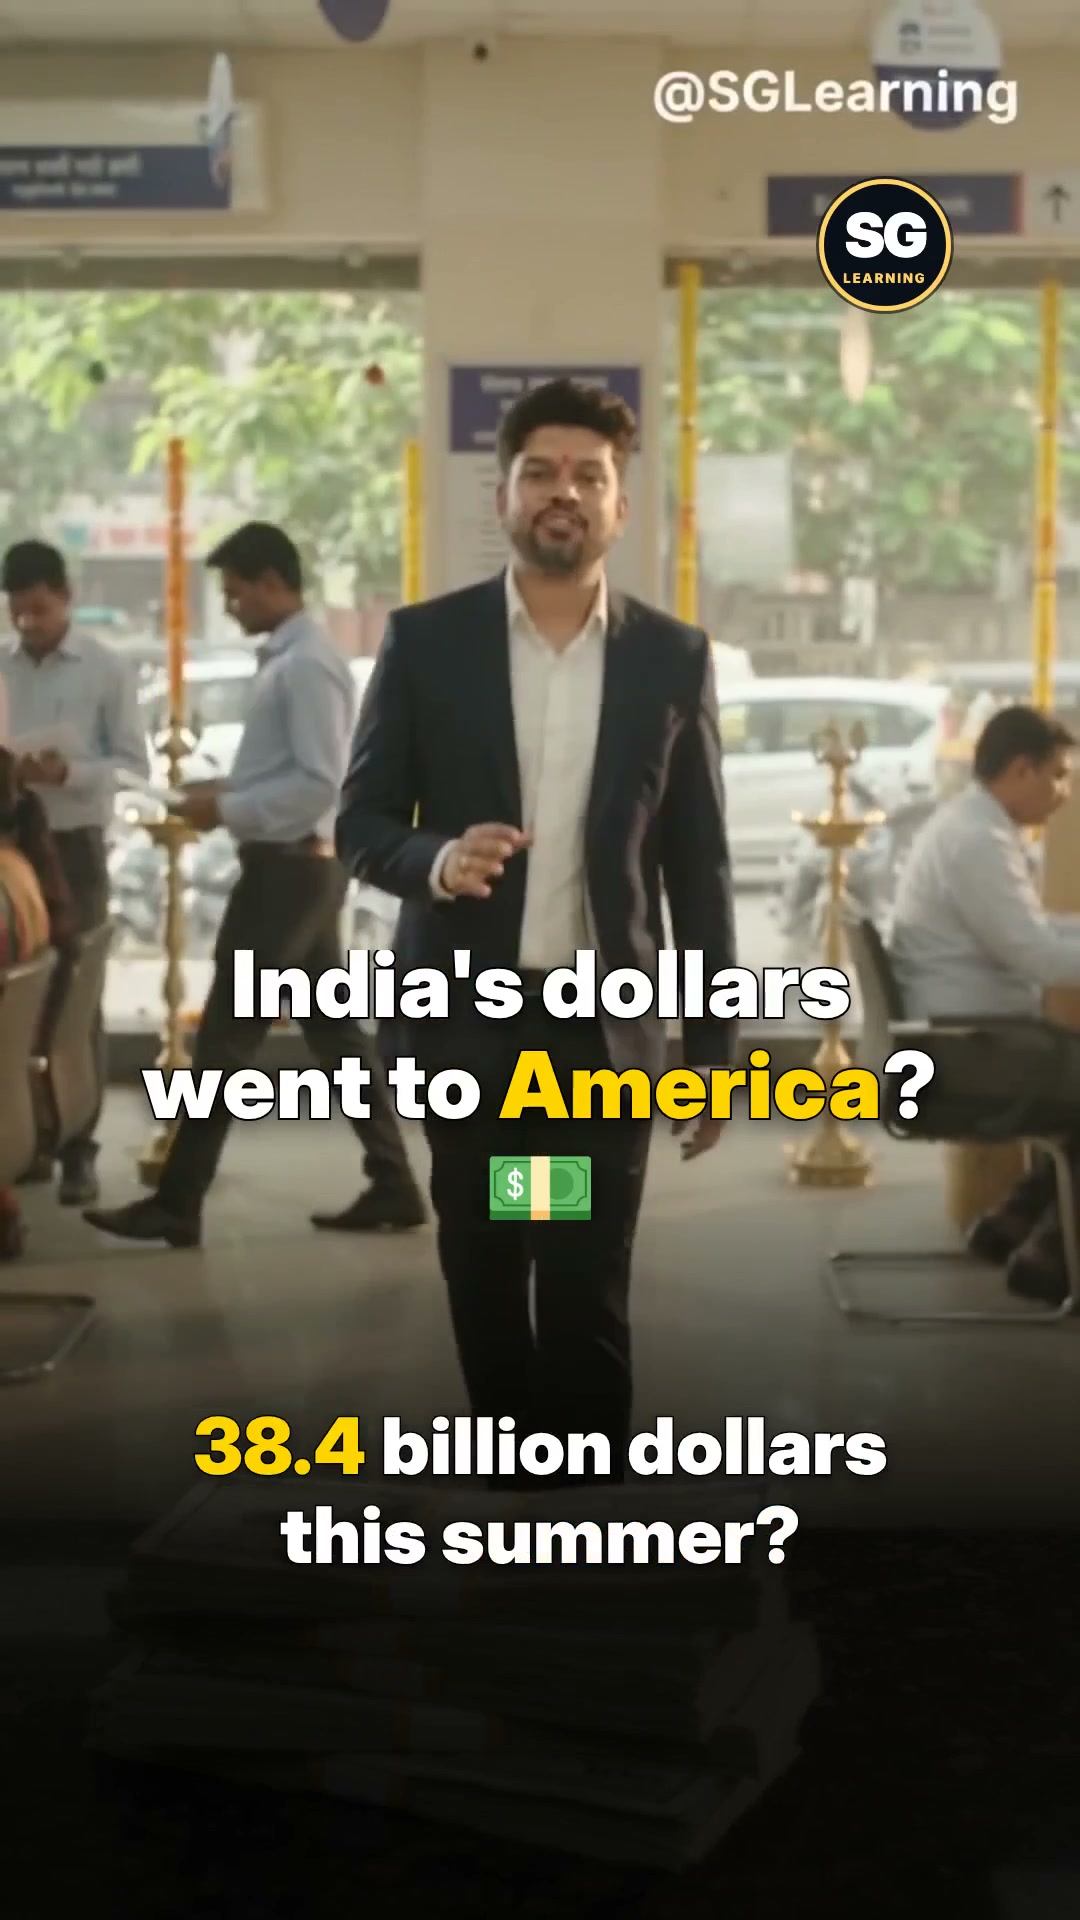 @SGLearning
SG
LEARNING
India's dollars
went to America?
$
38.4 billion dollars
this summer?